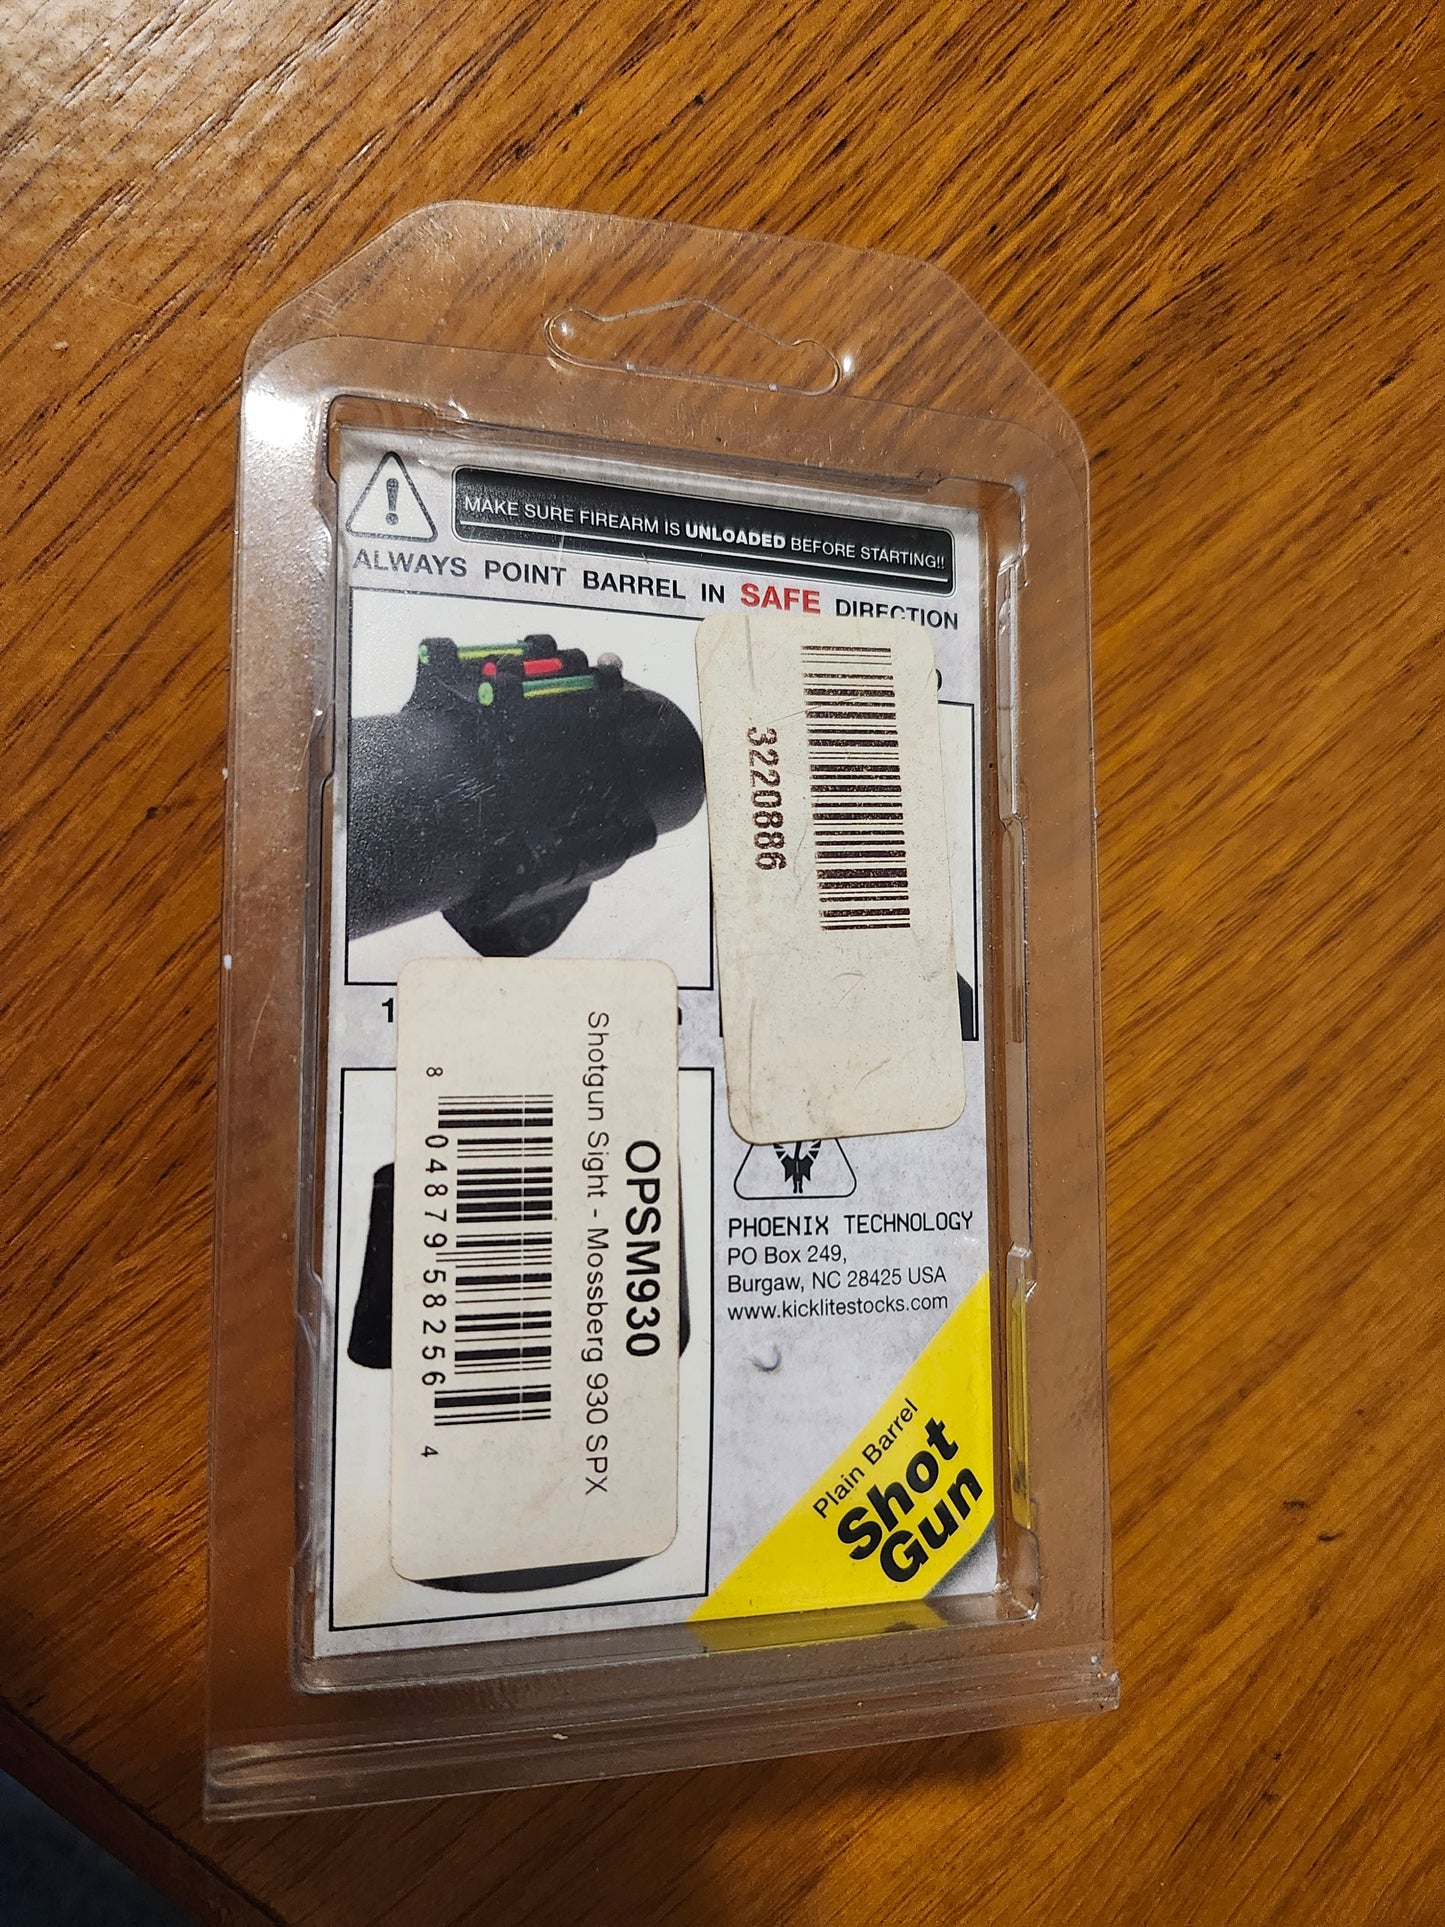 MAKE SURE FIREARM IS UNLOADED BEFORE STARTING!!
ALWAYS POINT BARREL IN SAFE DIRECTION
3220886
1
OPSM930
Shotgun Sight - Mossberg 930 SPX
8 04879 58256 4
PHOENIX TECHNOLOGY
PO Box 249,
Burgaw, NC 28425 USA
www.kicklitestocks.com
Plain Barrel
Shot
Gun